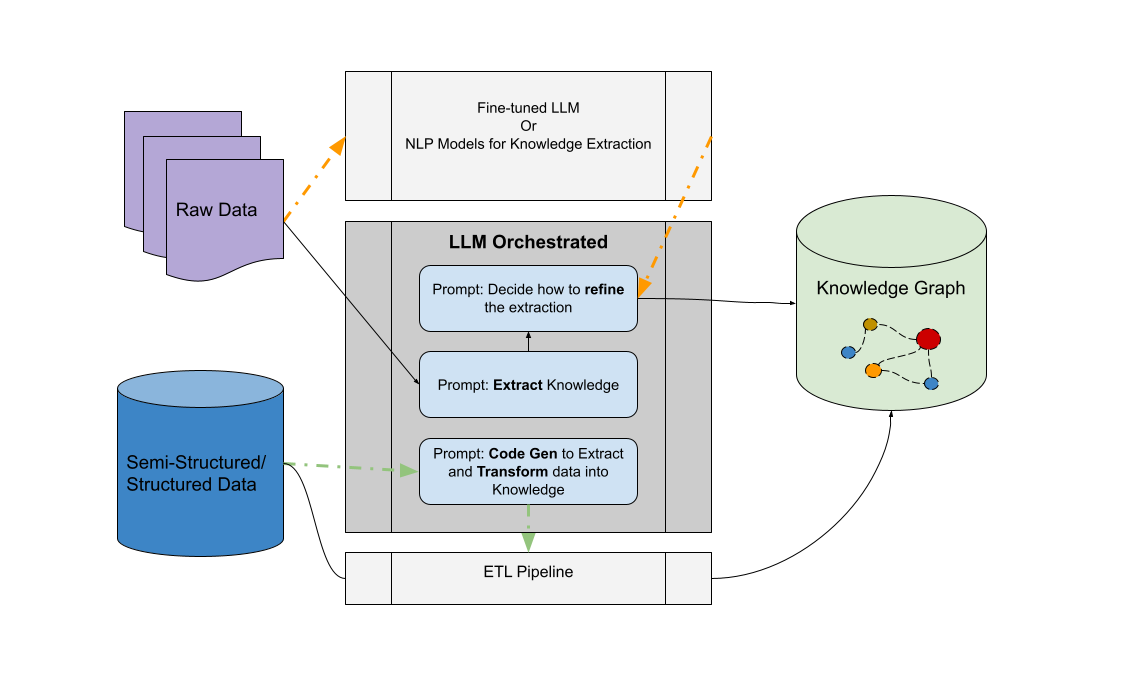 Fine-tuned LLM
Or
NLP Models for Knowledge Extraction
Raw Data
LLM Orchestrated
Prompt: Decide how to refine
the extraction
Knowledge Graph
Prompt: Extract Knowledge
Semi-Structured/
Structured Data
Prompt: Code Gen to Extract
and Transform data into
Knowledge
ETL Pipeline